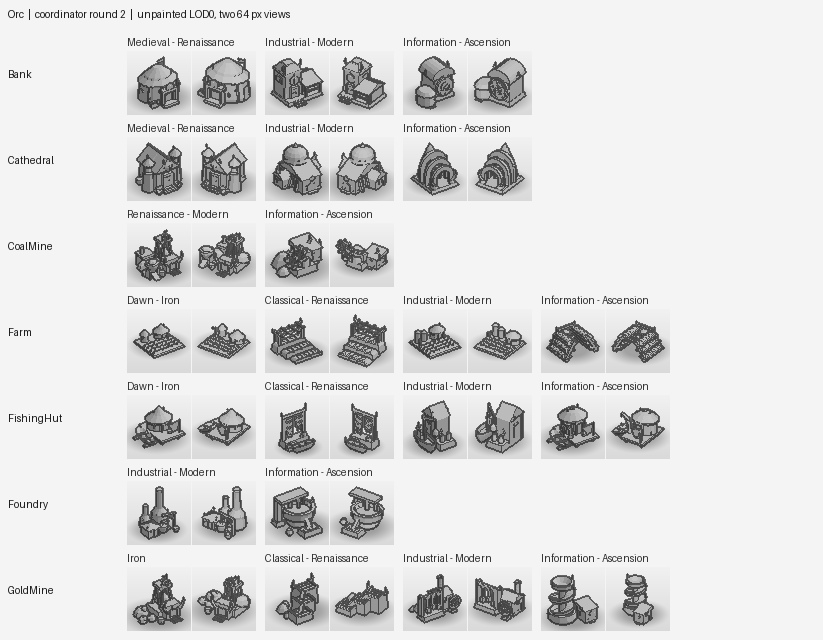 Orc | coordinator round 2 | unpainted LOD0, two 64 px views
Medieval - Renaissance Industrial - Modern Information - Ascension
Bank
Medieval - Renaissance Industrial - Modern Information - Ascension
Cathedral
Renaissance - Modern Information - Ascension
CoalMine
Dawn - Iron Classical - Renaissance Industrial - Modern Information - Ascension
Farm
Dawn - Iron Classical - Renaissance Industrial - Modern Information - Ascension
FishingHut
Industrial - Modern Information - Ascension
Foundry
Iron Classical - Renaissance Industrial - Modern Information - Ascension
GoldMine